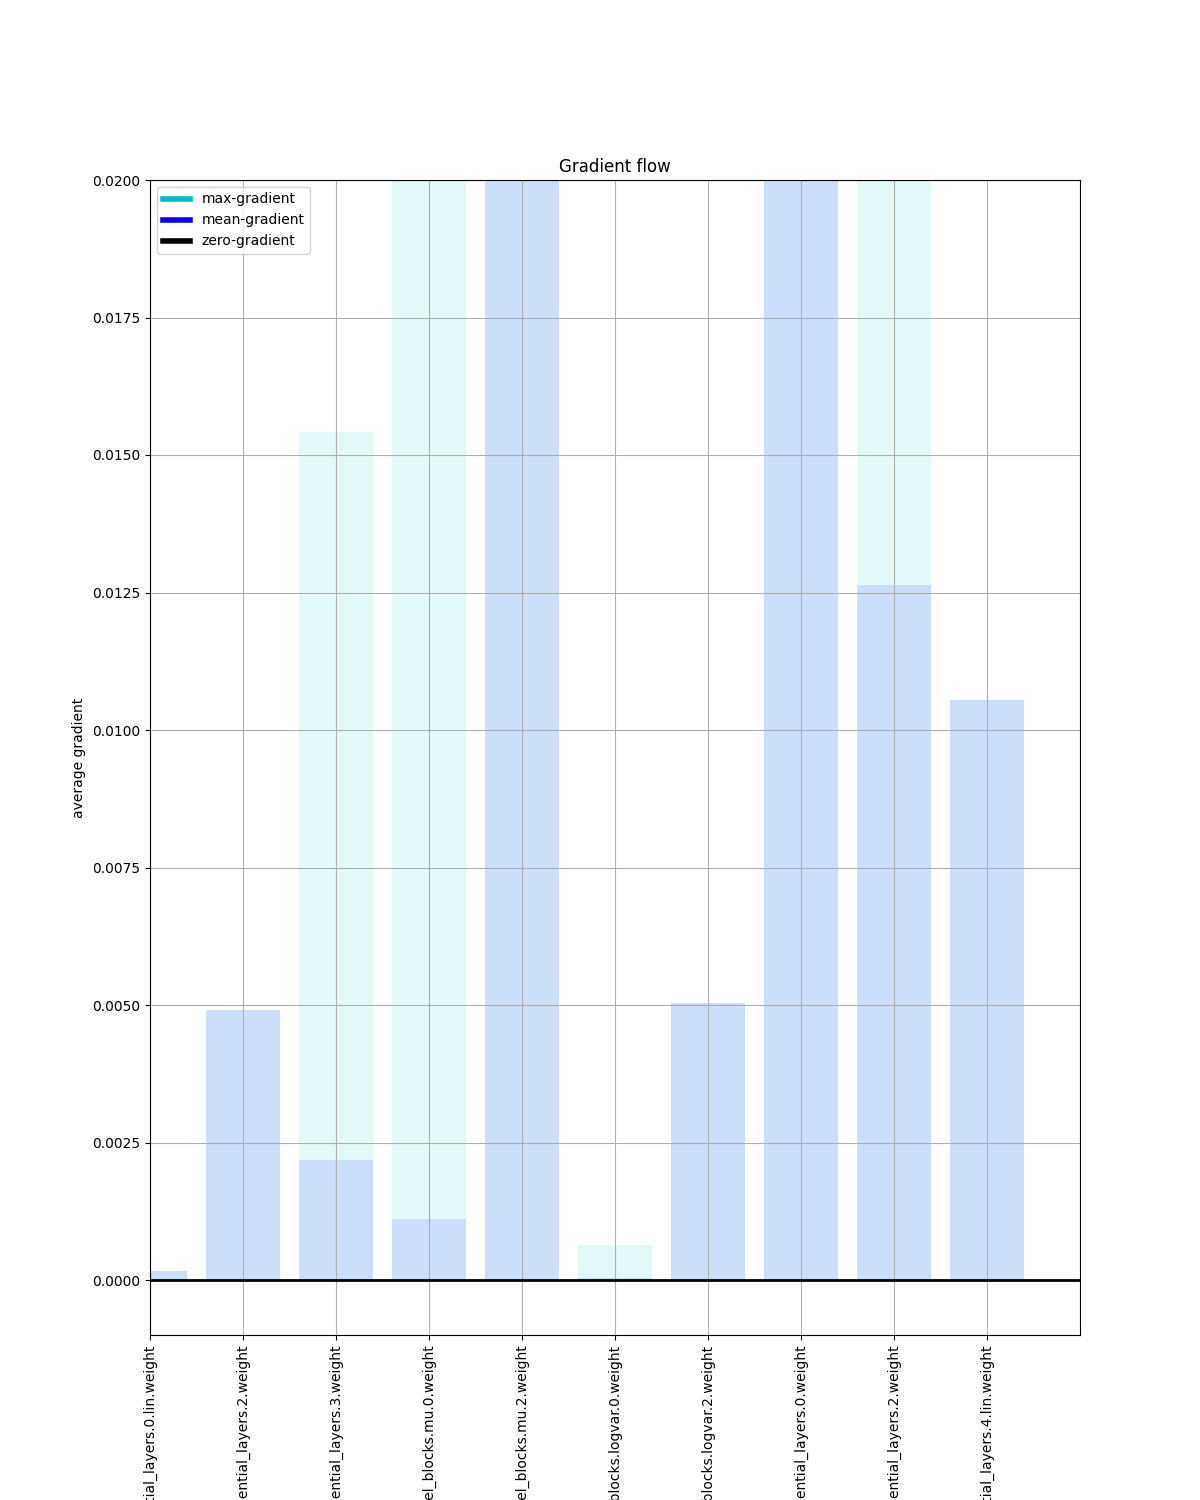 Gradient flow
max-gradient
mean-gradient
zero-gradient
0.0200
0.0175
0.0150
0.0125
0.0100
0.0075
0.0050
0.0025
0.0000
average gradient
tial_layers.0.lin.weight
ential_layers.2.weight
ential_layers.3.weight
el_blocks.mu.0.weight
el_blocks.mu.2.weight
blocks.logvar.0.weight
blocks.logvar.2.weight
ential_layers.0.weight
ential_layers.2.weight
tial_layers.4.lin.weight